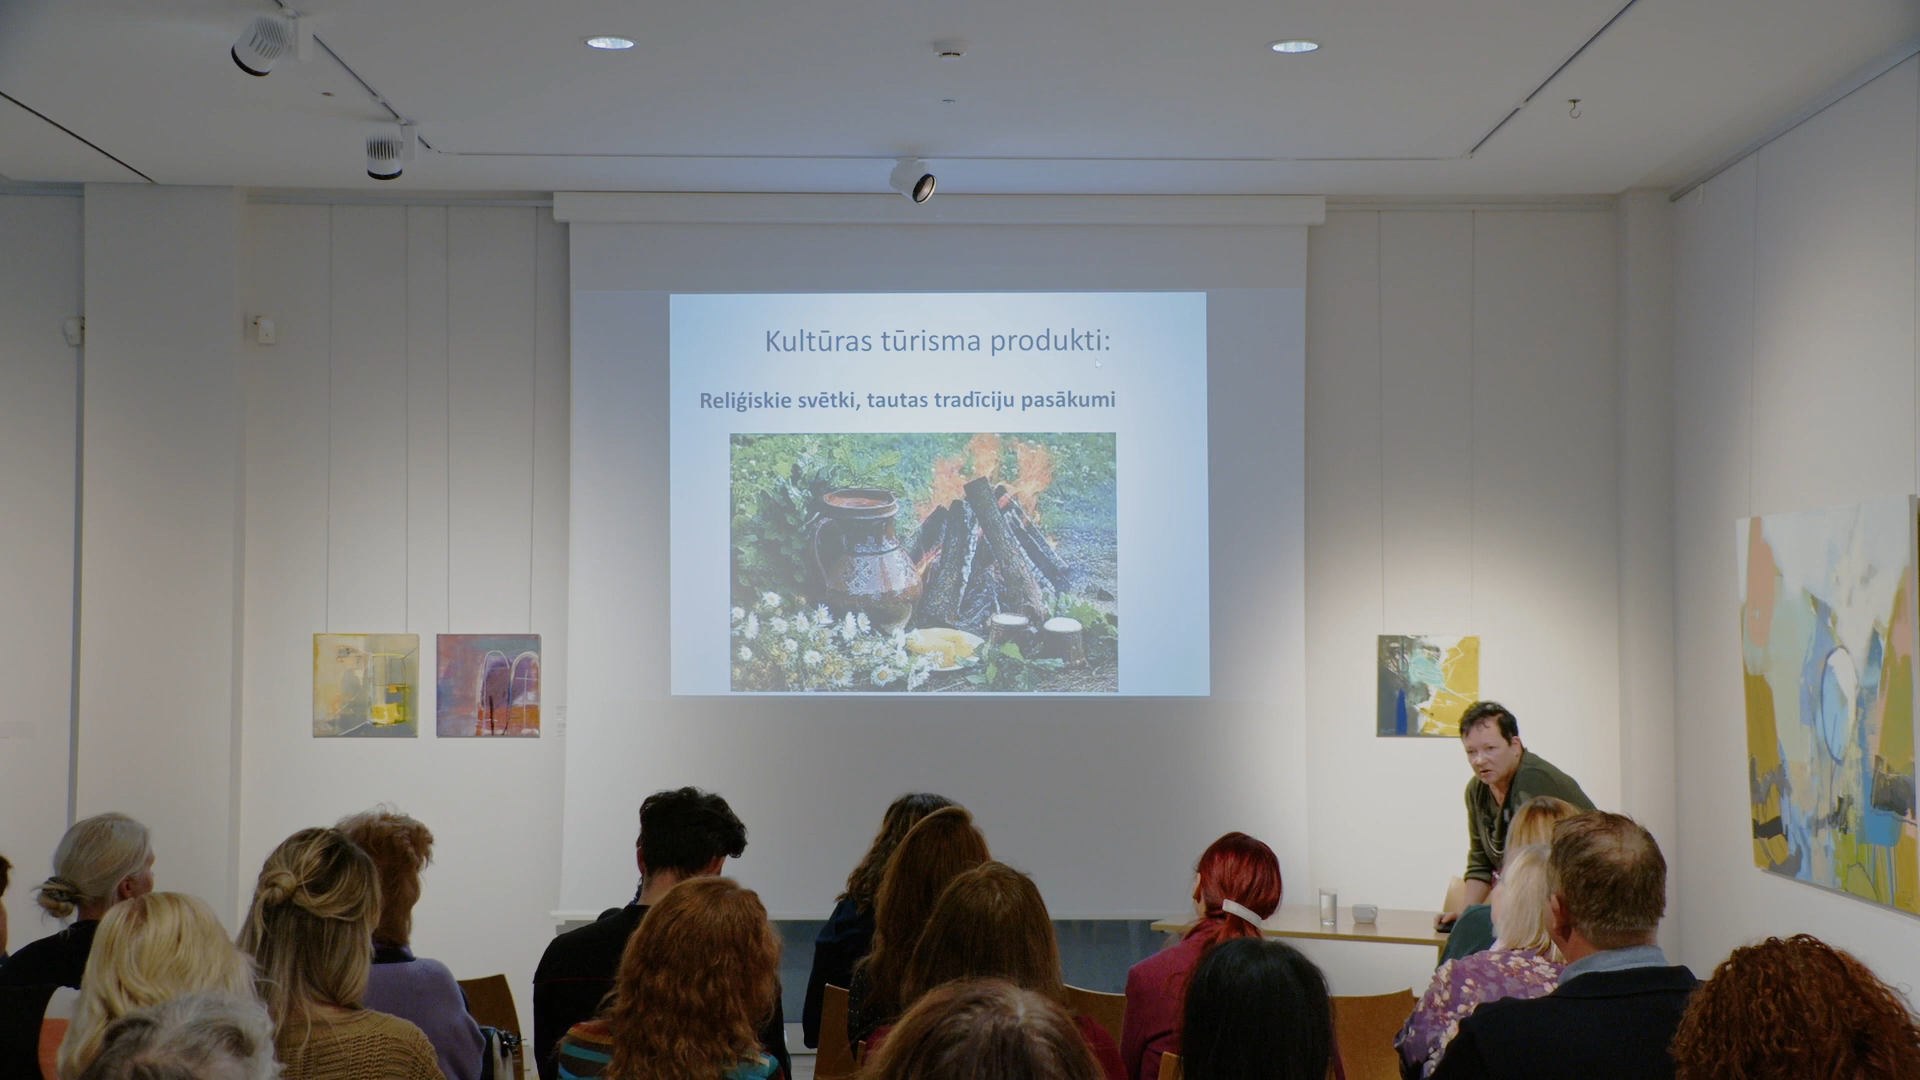 Kultūras tūrisma produkti:
Reliģiskie svētki, tautas tradīciju pasākumi